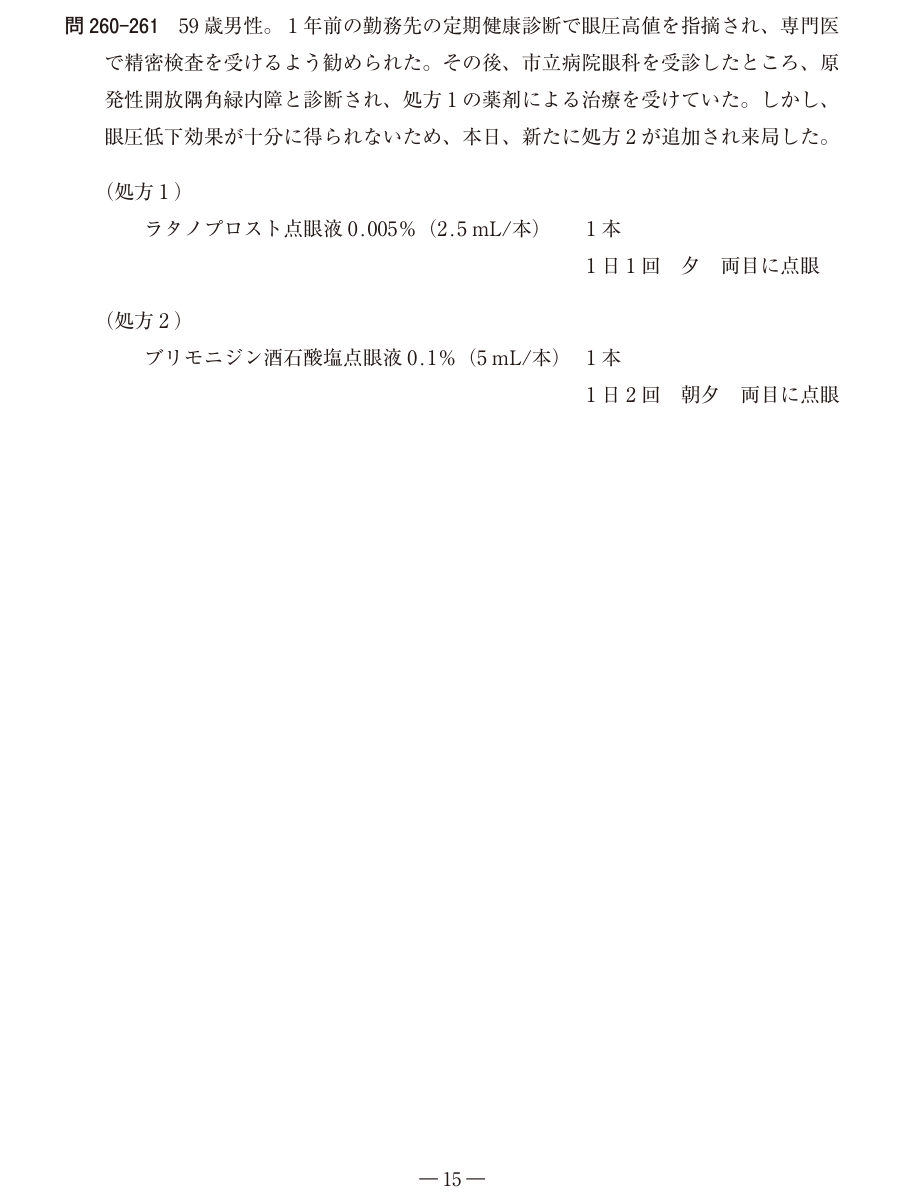 問 260-261　59 歳男性。1 年前の勤務先の定期健康診断で眼圧高値を指摘され、専門医
で精密検査を受けるよう勧められた。その後、市立病院眼科を受診したところ、原
発性開放隅角緑内障と診断され、処方 1 の薬剤による治療を受けていた。しかし、
眼圧低下効果が十分に得られないため、本日、新たに処方 2 が追加され来局した。
（処方 1 ）
ラタノプロスト点眼液 0.005%（2.5 mL/本）　1 本
1 日 1 回　夕　両目に点眼
（処方 2 ）
ブリモニジン酒石酸塩点眼液 0.1%（5 mL/本）　1 本
1 日 2 回　朝夕　両目に点眼
— 15 —